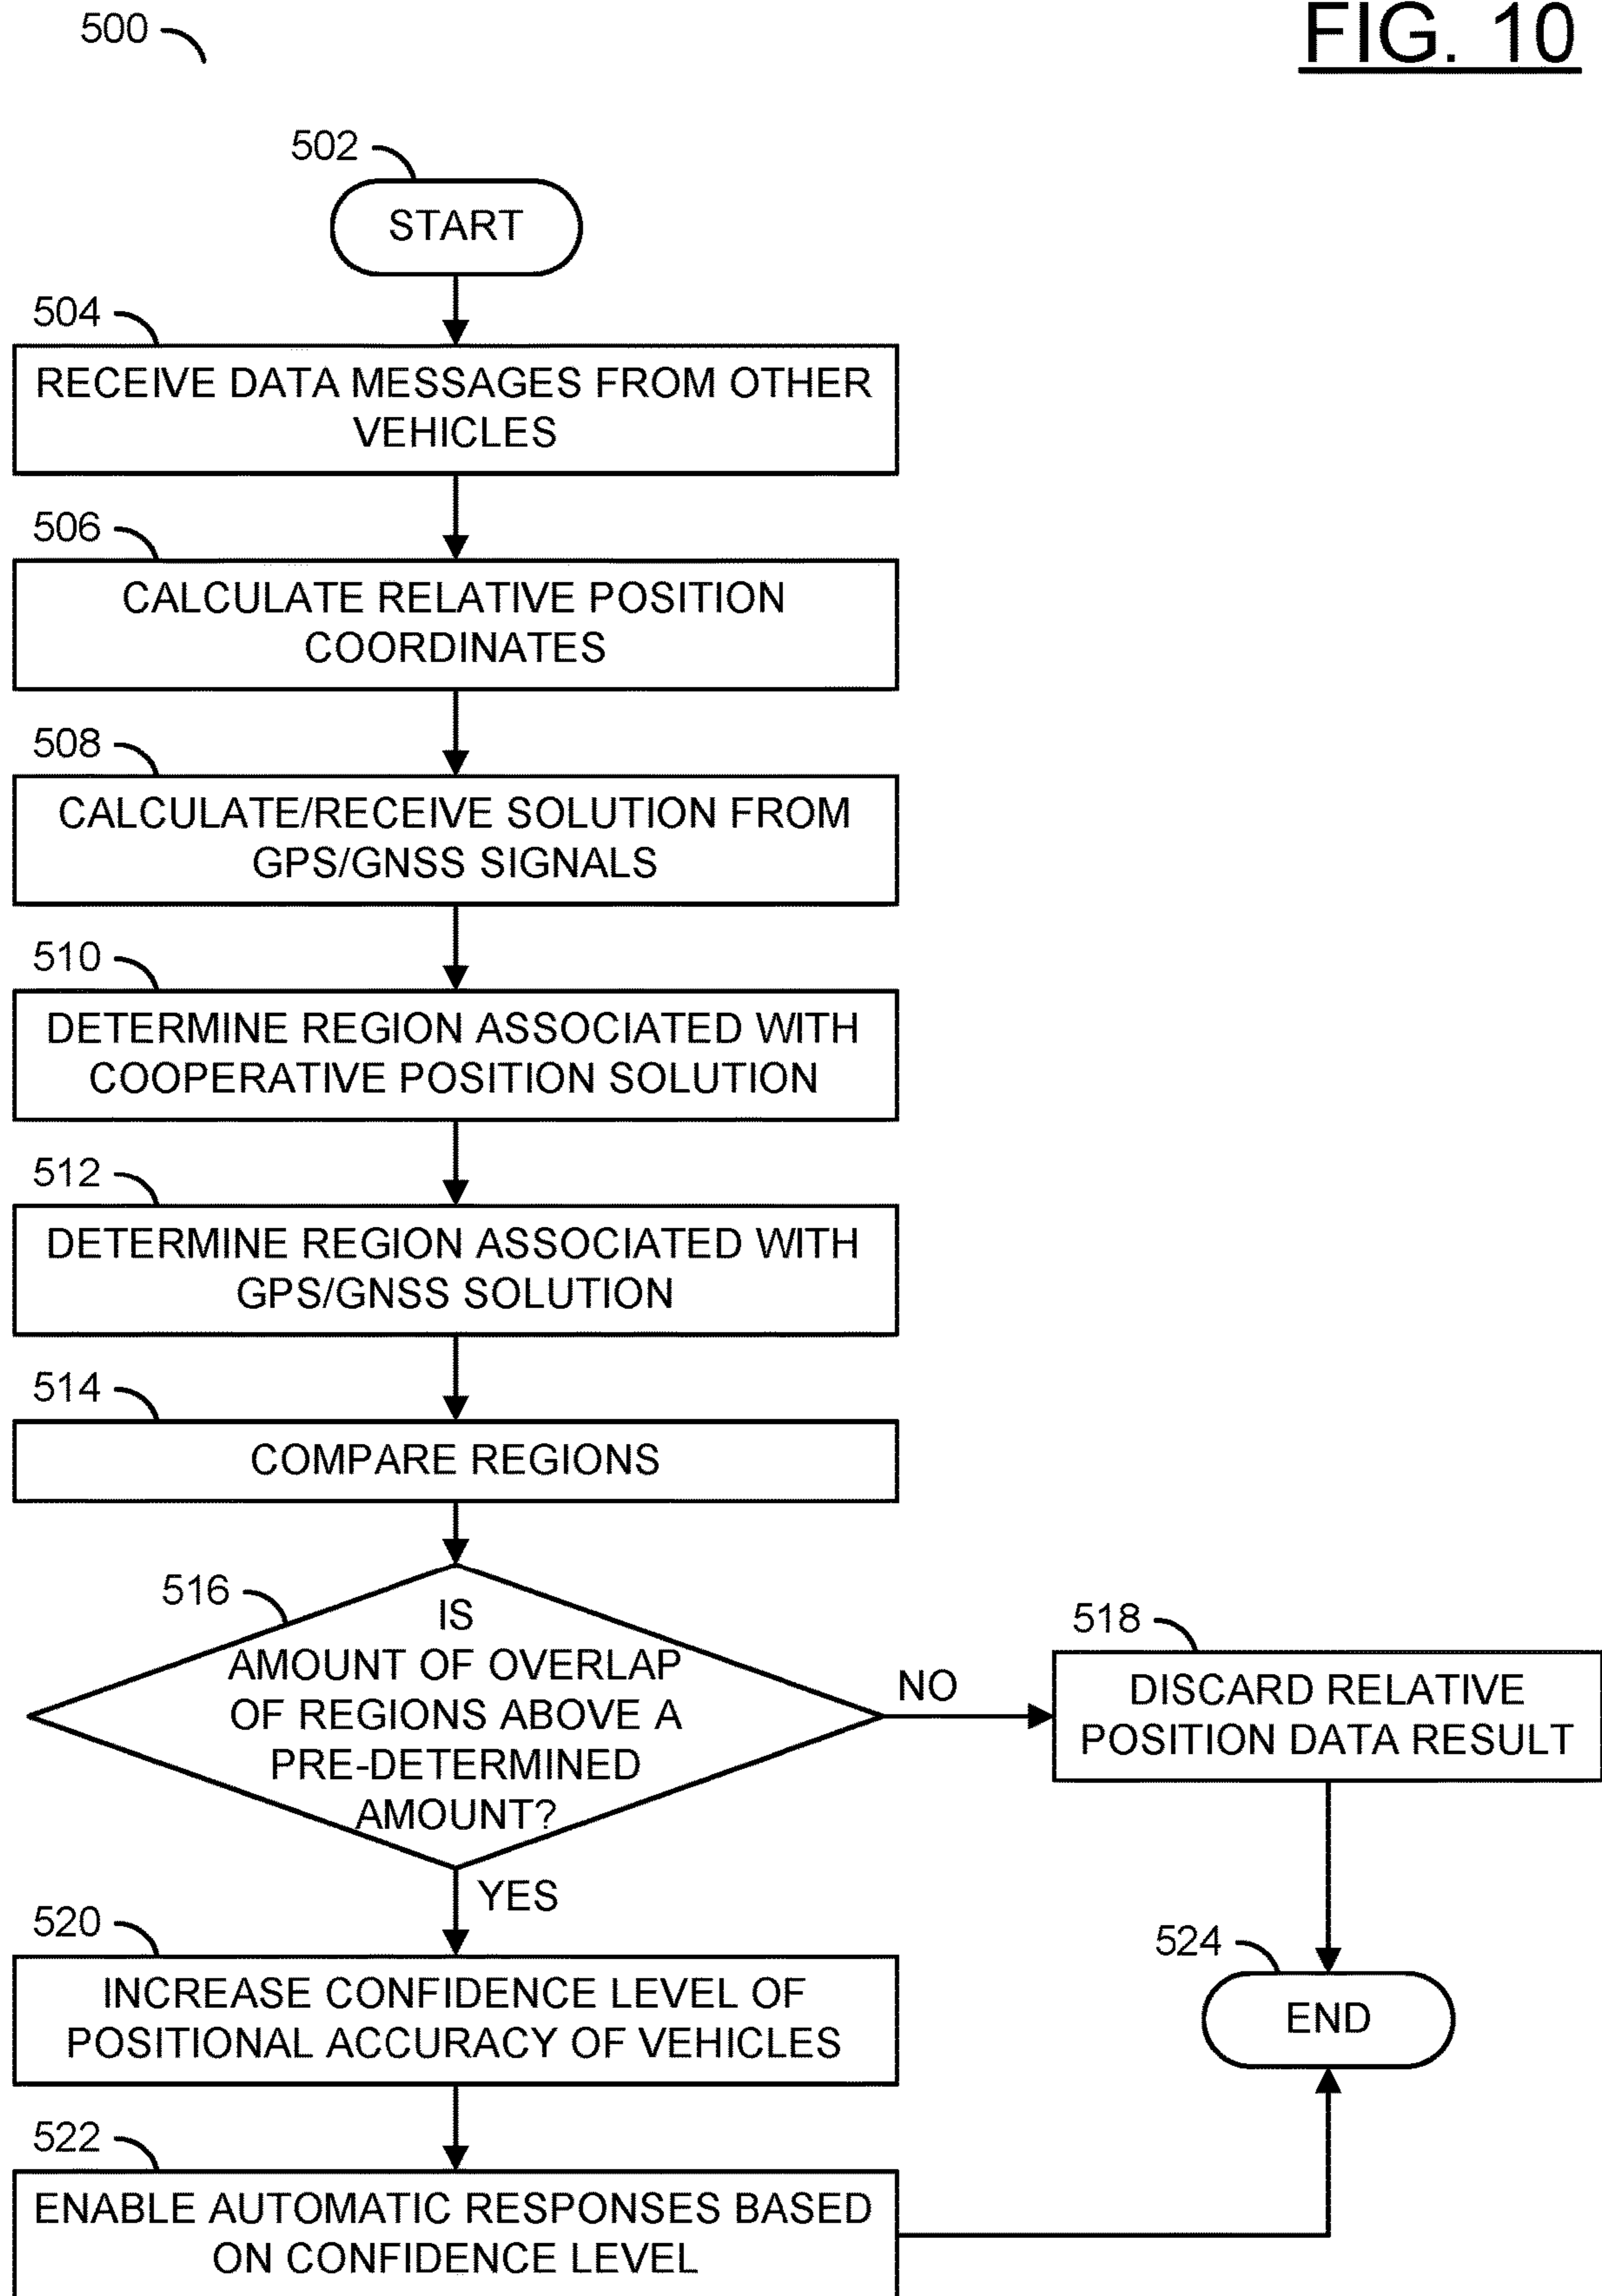 500
FIG. 10
502
START
504
RECEIVE DATA MESSAGES FROM OTHER
VEHICLES
506
CALCULATE RELATIVE POSITION
COORDINATES
508
CALCULATE/RECEIVE SOLUTION FROM
GPS/GNSS SIGNALS
510
DETERMINE REGION ASSOCIATED WITH
COOPERATIVE POSITION SOLUTION
512
DETERMINE REGION ASSOCIATED WITH
GPS/GNSS SOLUTION
514
COMPARE REGIONS
516
IS
AMOUNT OF OVERLAP
OF REGIONS ABOVE A
PRE-DETERMINED
AMOUNT?
NO
518
DISCARD RELATIVE
POSITION DATA RESULT
YES
520
INCREASE CONFIDENCE LEVEL OF
POSITIONAL ACCURACY OF VEHICLES
522
ENABLE AUTOMATIC RESPONSES BASED
ON CONFIDENCE LEVEL
524
END